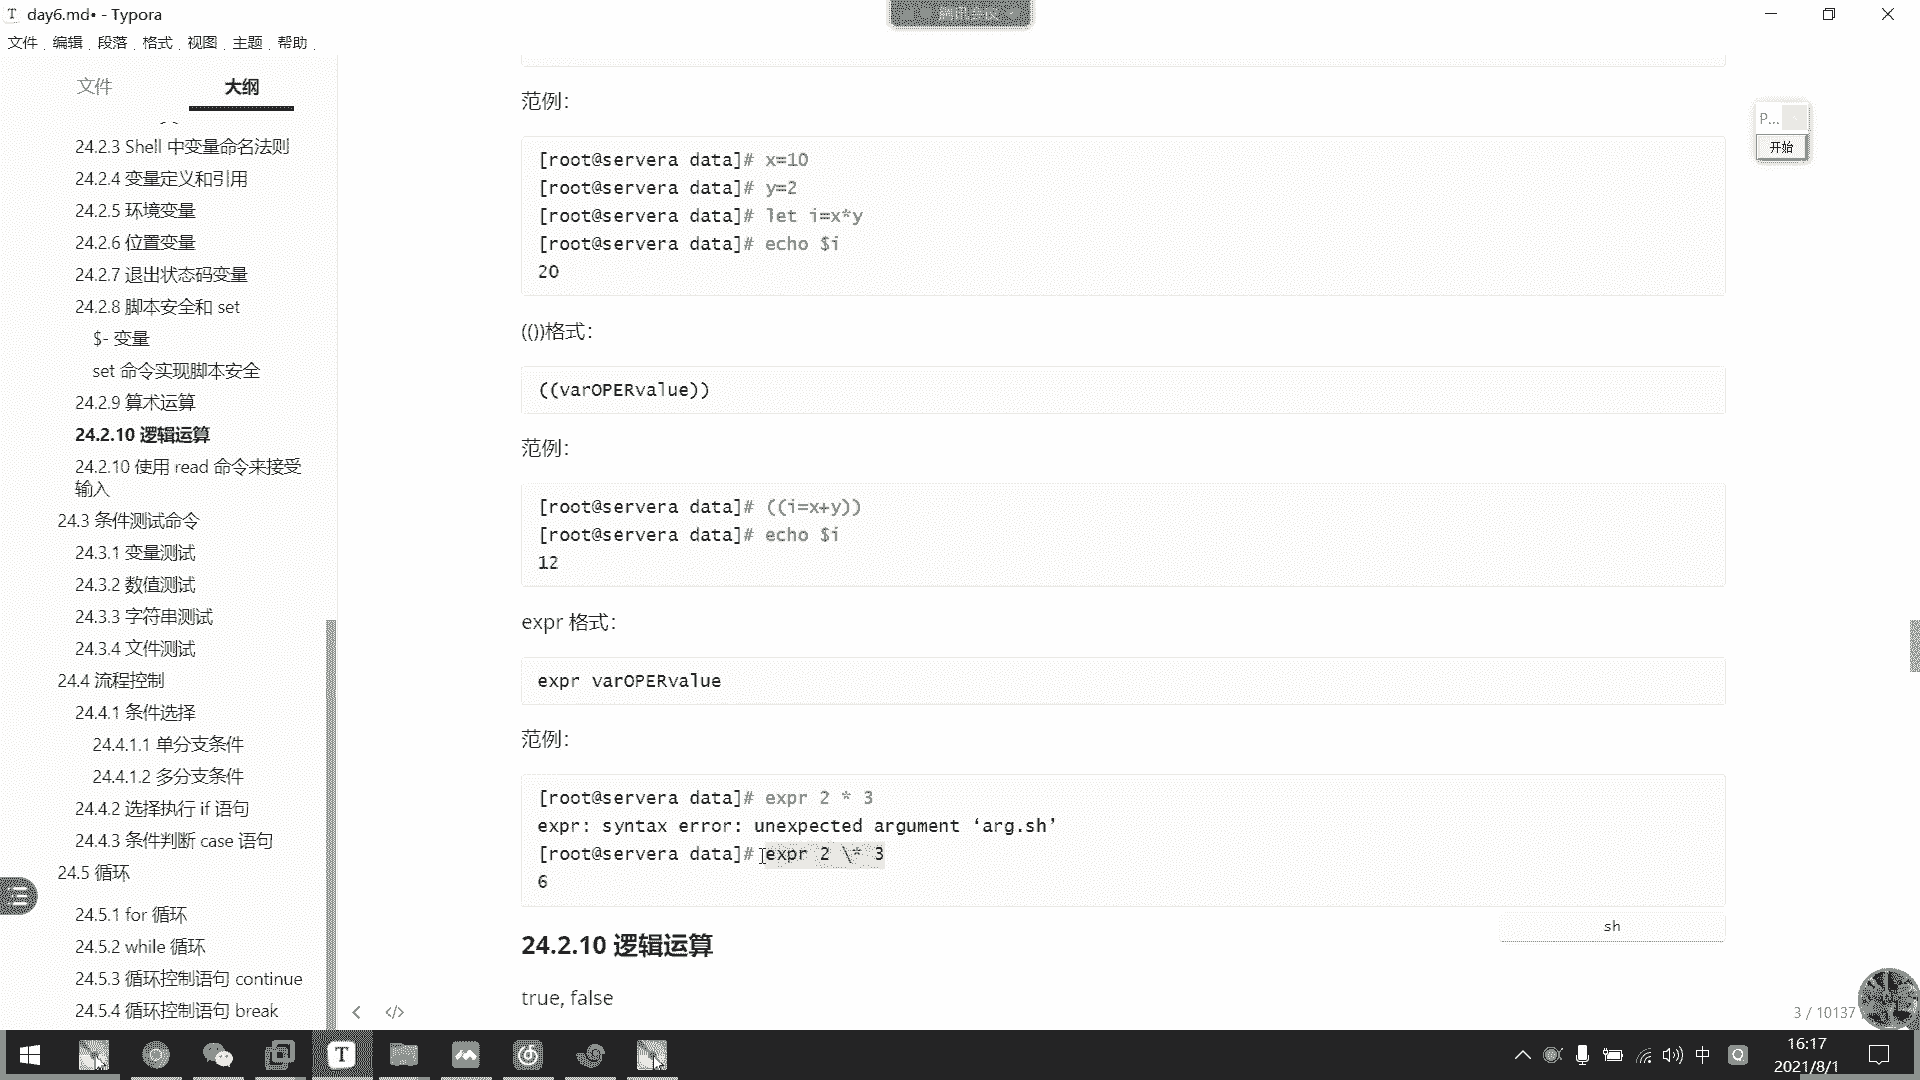 day6.md• - Typora
文件 编辑 段落 格式 视图 主题 帮助
文件 大纲
24.2.3 Shell 中变量命名法则
24.2.4 变量定义和引用
24.2.5 环境变量
24.2.6 位置变量
24.2.7 退出状态码变量
24.2.8 脚本安全和 set
$- 变量
set 命令实现脚本安全
24.2.9 算术运算
24.2.10 逻辑运算
24.2.10 使用 read 命令来接受
输入
24.3 条件测试命令
24.3.1 变量测试
24.3.2 数值测试
24.3.3 字符串测试
24.3.4 文件测试
24.4 流程控制
24.4.1 条件选择
24.4.1.1 单分支条件
24.4.1.2 多分支条件
24.4.2 选择执行 if 语句
24.4.3 条件判断 case 语句
24.5 循环
24.5.1 for 循环
24.5.2 while 循环
24.5.3 循环控制语句 continue
24.5.4 循环控制语句 break
范例：
[root@servera data]# x=10
[root@servera data]# y=2
[root@servera data]# let i=x*y
[root@servera data]# echo $i
20
(())格式：
((varOPERvalue))
范例：
[root@servera data]# ((i=x+y))
[root@servera data]# echo $i
12
expr 格式：
expr varOPERvalue
范例：
[root@servera data]# expr 2 * 3
expr: syntax error: unexpected argument ‘arg.sh’
[root@servera data]# expr 2 \* 3
6
sh
24.2.10 逻辑运算
true, false
P...
开始
3 / 10137
中
16:17
2021/8/1